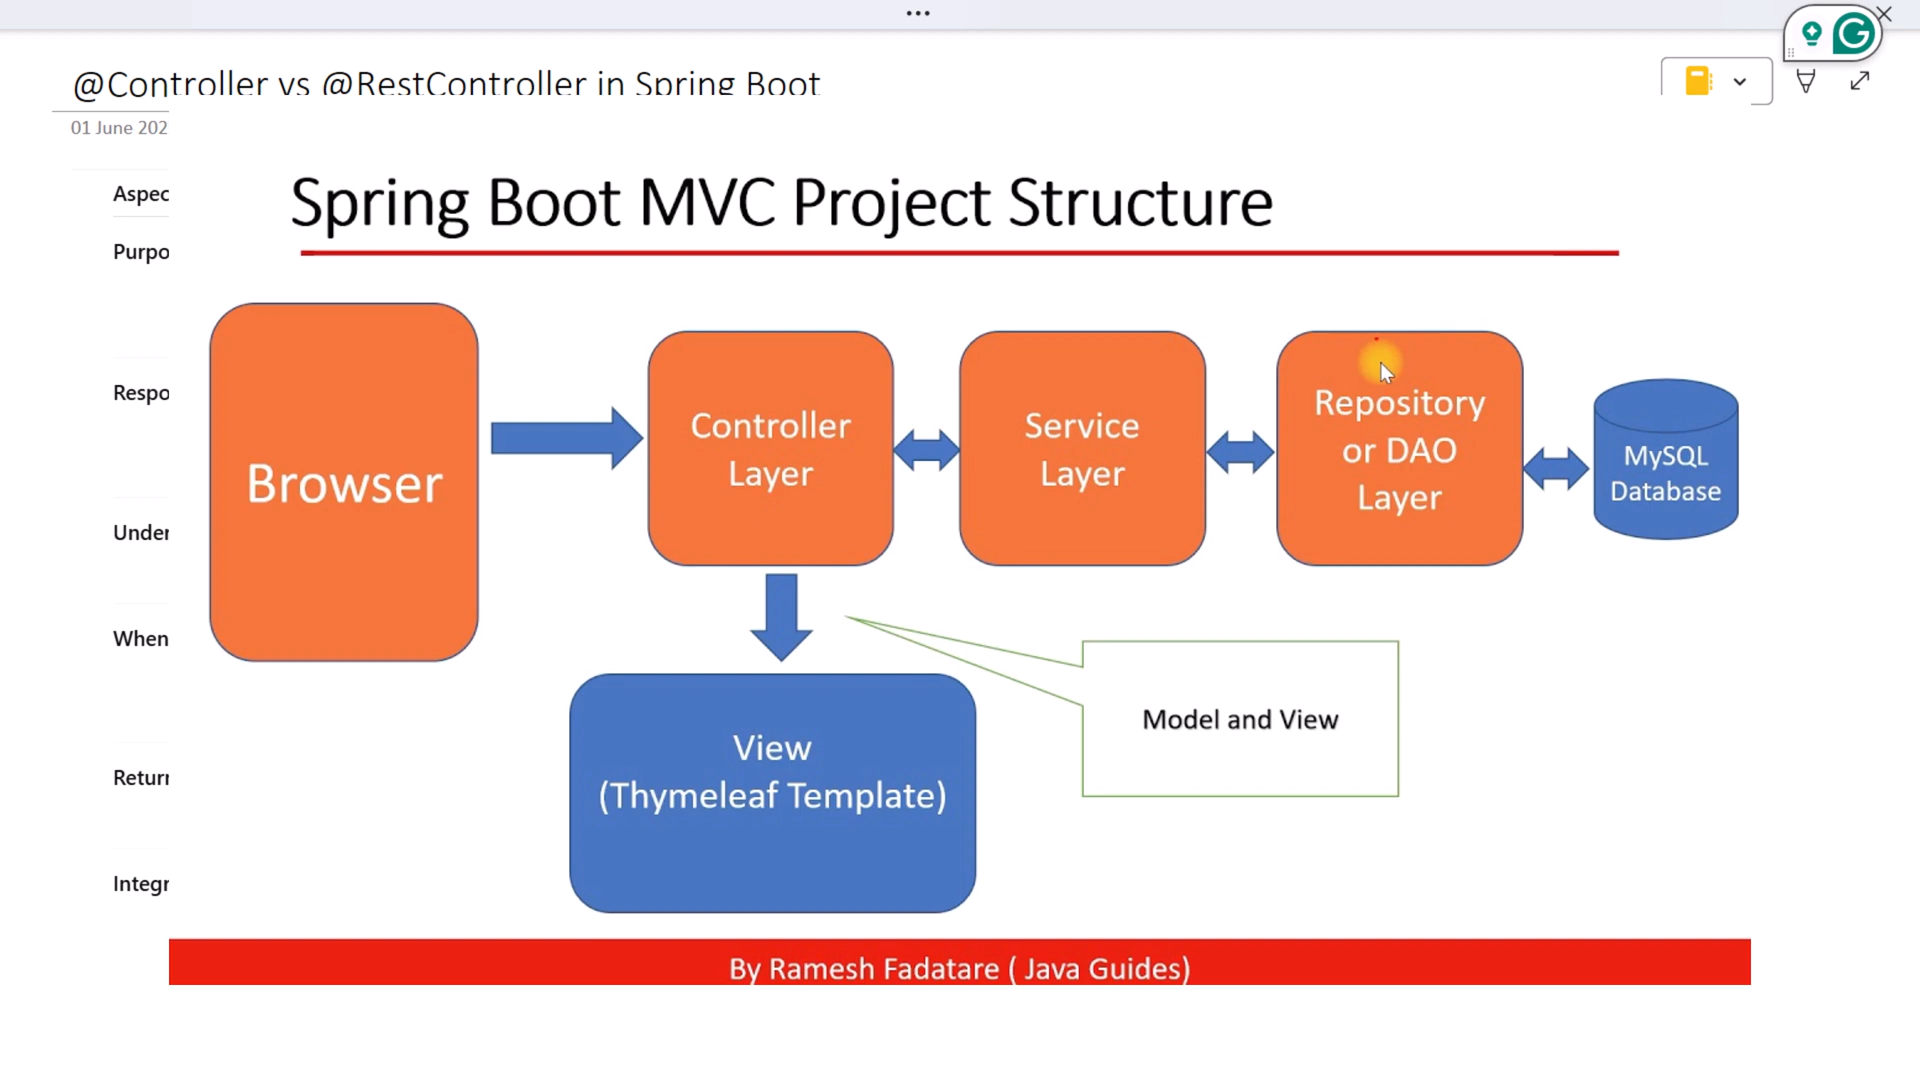 @Controller vs @RestController in Spring Boot
01 June 202
Aspec
Purpo
Respo
Under
When
Return
Integr
Spring Boot MVC Project Structure
Browser
Controller
Layer
Service
Layer
Repository
or DAO
Layer
MySQL
Database
View
(Thymeleaf Template)
Model and View
By Ramesh Fadatare ( Java Guides)